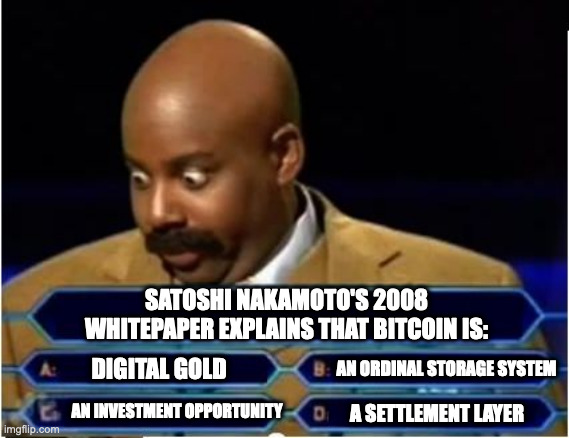 SATOSHI NAKAMOTO'S 2008
WHITEPAPER EXPLAINS THAT BITCOIN IS:
A: DIGITAL GOLD
B: AN ORDINAL STORAGE SYSTEM
C: AN INVESTMENT OPPORTUNITY
D: A SETTLEMENT LAYER
imgflip.com